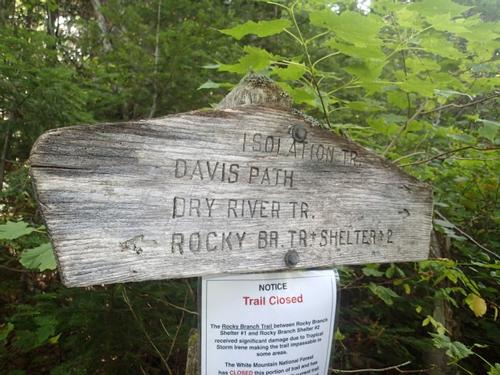 ISOLATION TR.
DAVIS PATH
DRY RIVER TR.
ROCKY BR. TR + SHELTER # 2
NOTICE
Trail Closed
The Rocky Branch Trail between Rocky Branch
Shelter #1 and Rocky Branch Shelter #2
received significant damage due to Tropical
Storm Irene making the trail impassable in
some areas.
The White Mountain National Forest
has CLOSED this portion of trail and has